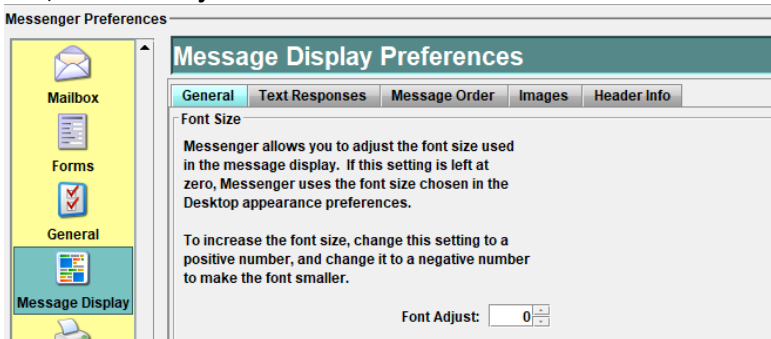 Messenger Preferences
Message Display Preferences
Mailbox
Forms
General
Message Display
General Text Responses Message Order Images Header Info
Font Size
Messenger allows you to adjust the font size used
in the message display. If this setting is left at
zero, Messenger uses the font size chosen in the
Desktop appearance preferences.
To increase the font size, change this setting to a
positive number, and change it to a negative number
to make the font smaller.
Font Adjust: 0